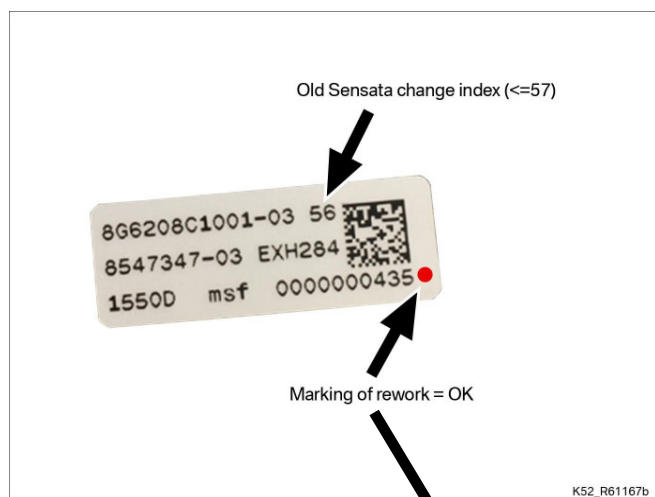 Old Sensata change index (<=57)
8G6208C1001-03 56
8547347-03 EXH284
1550D msf 0000000435
Marking of rework = OK
K52_R61167b